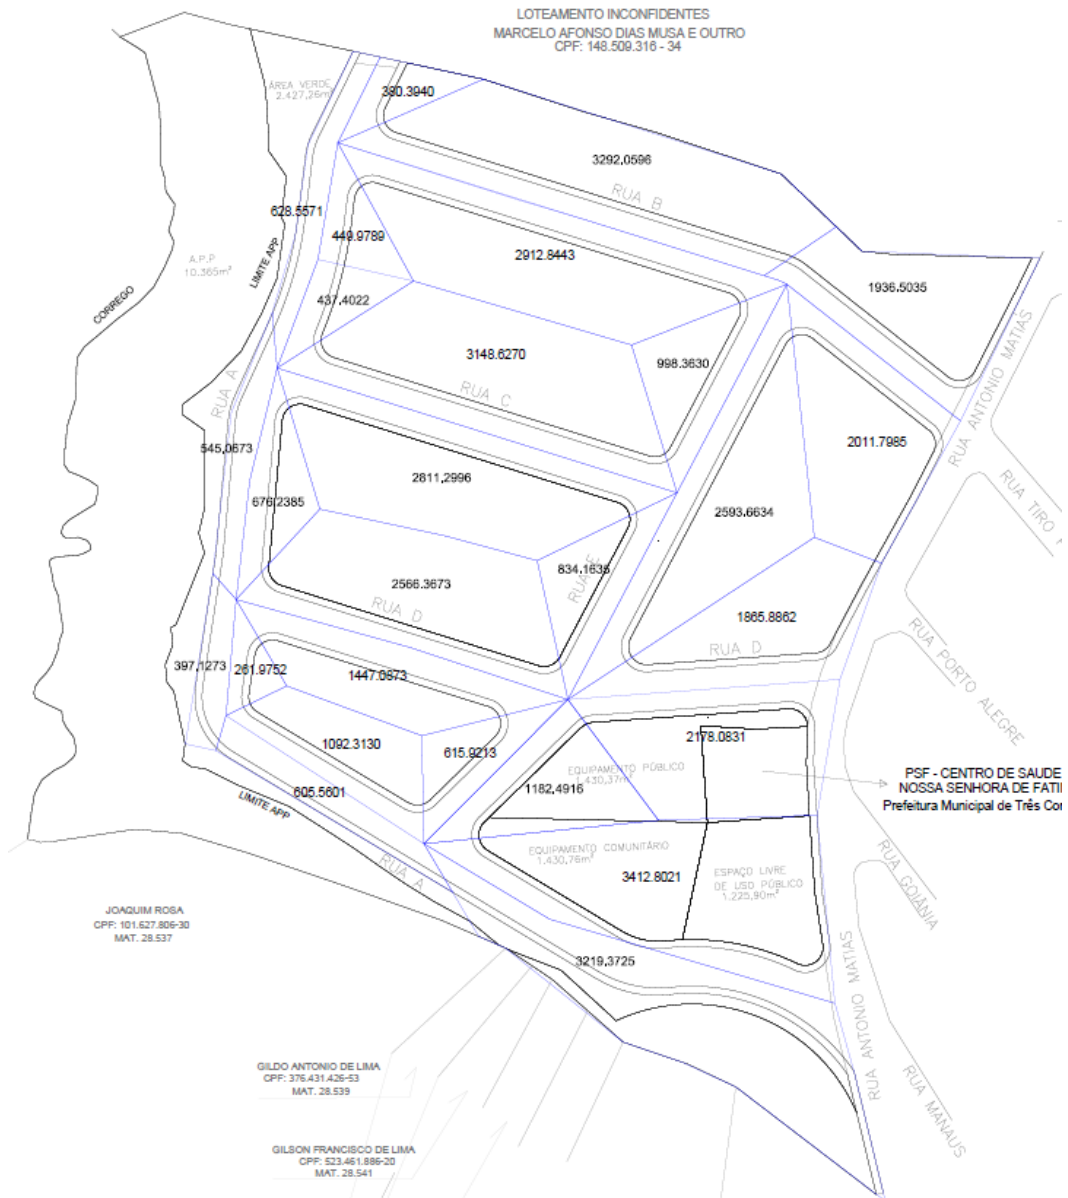 LOTEAMENTO INCONFIDENTES
MARCELO AFONSO DIAS MUSA E OUTRO
CPF: 148.509.316 - 34
ÁREA VERDE
2.427,26m²
380.3940
3292.0596
RUA B
628.5571
449.9789
2912.8443
A.P.P
10.365m²
LIMITE APP
CORREGO
437.4022
1936.5035
3148.6270
998.3630
RUA C
RUA A
RUA ANTONIO MATIAS
2011.7985
545.0673
2811.2996
676.2385
2593.6634
RUA TIRO
834.1635
2566.3673
RUA E
RUA D
1865.8862
RUA D
RUA PORTO ALEGRE
397.1273
261.9752
1447.0873
1092.3130
615.9213
2178.0831
EQUIPAMENTO PÚBLICO
1.430,37m²
1182.4916
605.5601
LIMITE APP
PSF - CENTRO DE SAUDE
NOSSA SENHORA DE FATI
Prefeitura Municipal de Três Co
EQUIPAMENTO COMUNITÁRIO
1.430,76m²
3412.8021
ESPAÇO LIVRE
DE USO PÚBLICO
1.225,90m²
RUA A
RUA GOIÂNIA
JOAQUIM ROSA
CPF: 101.627.806-30
MAT. 28.537
3219.3725
RUA ANTONIO MATIAS
RUA MANAUS
GILDO ANTONIO DE LIMA
CPF: 376.431.426-53
MAT. 28.539
GILSON FRANCISCO DE LIMA
CPF: 523.461.886-20
MAT. 28.541